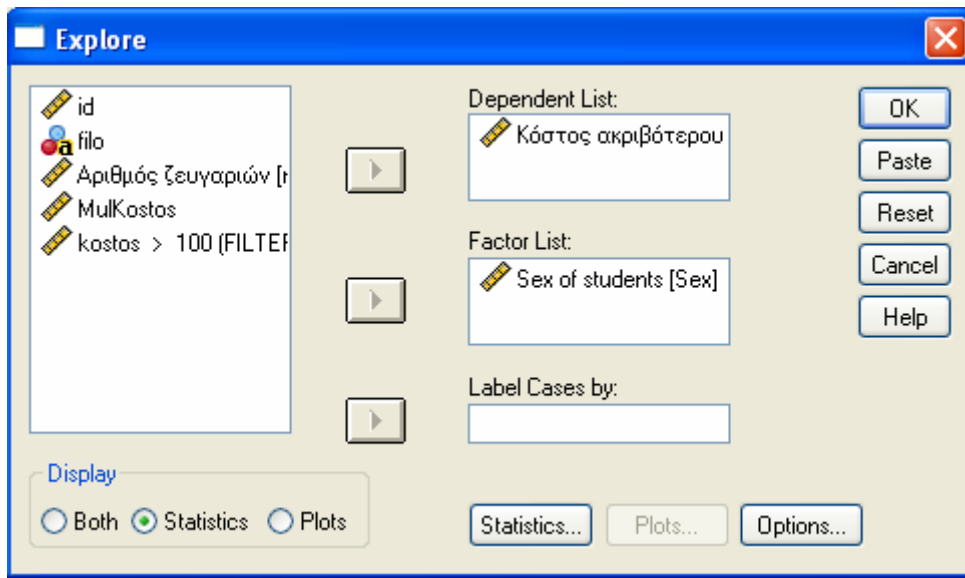 Explore
id
filo
Αριθμός ζευγαριών [r
MulKostos
kostos > 100 (FILTER
Dependent List:
Κόστος ακριβότερου
Factor List:
Sex of students [Sex]
Label Cases by:
OK
Paste
Reset
Cancel
Help
Display
Both Statistics Plots
Statistics... Plots... Options...